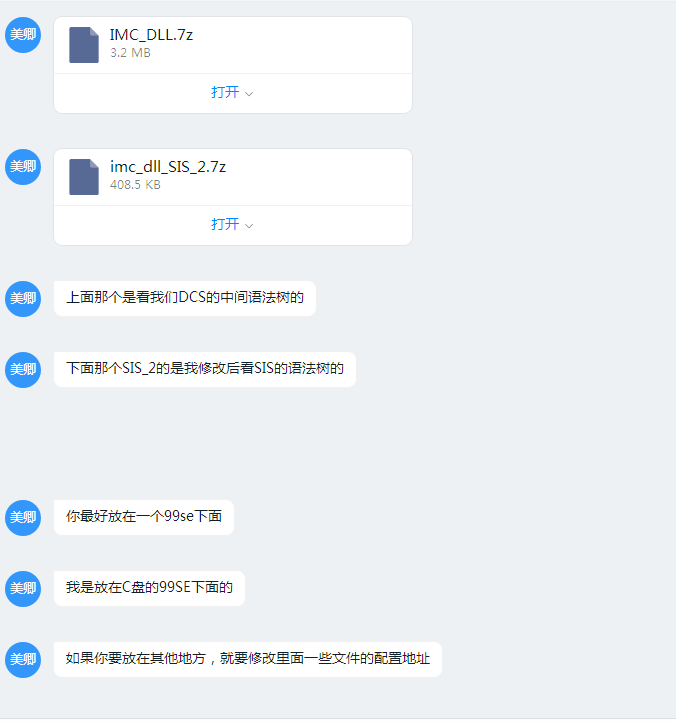 美卿
IMC_DLL.7z
3.2 MB
打开
美卿
imc_dll_SIS_2.7z
408.5 KB
打开
美卿
上面那个是看我们DCS的中间语法树的
美卿
下面那个SIS_2的是我修改后看SIS的语法树的
美卿
你最好放在一个99se下面
美卿
我是放在C盘的99SE下面的
美卿
如果你要放在其他地方，就要修改里面一些文件的配置地址